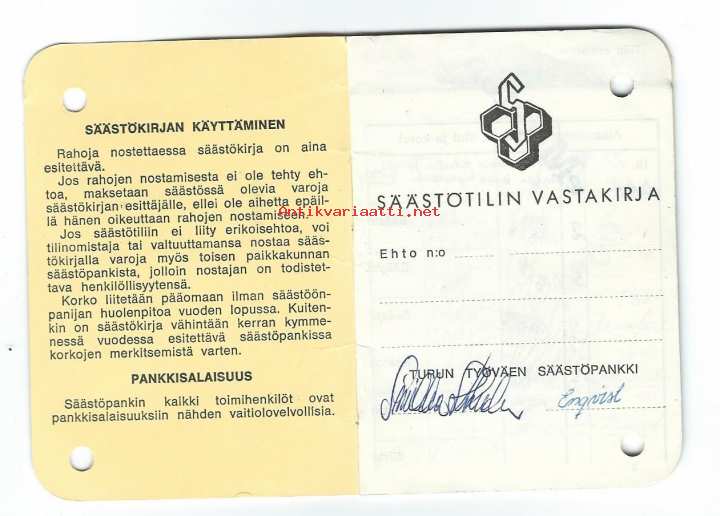 SÄÄSTÖKIRJAN KÄYTTÄMINEN
Rahoja nostettaessa säästökirja on aina
esitettävä.
Jos rahojen nostamisesta ei ole tehty eh-
toa, maksetaan säästössä olevia varoja
säästökirjan esittäjälle, ellei ole aihetta epäil-
lä hänen oikeuttaan rahojen nostamiseen.
Jos säästötiliin ei liity erikoisehtoa, voi
tilinomistaja tai valtuuttamansa nostaa sääs-
tökirjalla varoja myös toisen paikkakunnan
säästöpankista, jolloin nostajan on todistet-
tava henkilöllisyytensä.
Korko liitetään pääomaan ilman säästöön-
panijan huolenpitoa vuoden lopussa. Kuiten-
kin on säästökirja vähintään kerran kymme-
nessä vuodessa esitettävä säästöpankissa
korkojen merkitsemistä varten.
PANKKISALAISUUS
Säästöpankin kaikki toimihenkilöt ovat
pankkisalaisuuksiin nähden vaitiolovelvollisia.
Antikvariaatti.net
SÄÄSTÖTILIN VASTAKIRJA
Ehto n:o
TURUN TYÖVÄEN SÄÄSTÖPANKKI
Enqvist